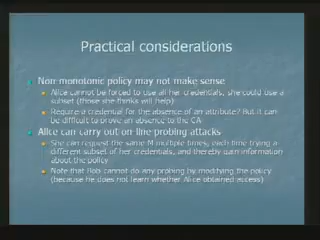 Practical considerations
Non monotonic policy may not make sense
Alice cannot be forced to use all her credentials, she could use a
subset (those she thinks will help)
Require a credential for the absence of an attribute? But it can
be difficult to prove an absence to the CA
Alice can carry out on-line probing attacks
She can request the same M multiple times, each time trying a
different subset of her credentials, and thereby gain information
about the policy
Note that Bob cannot do any probing by modifying the policy
(because he does not learn whether Alice obtained access)